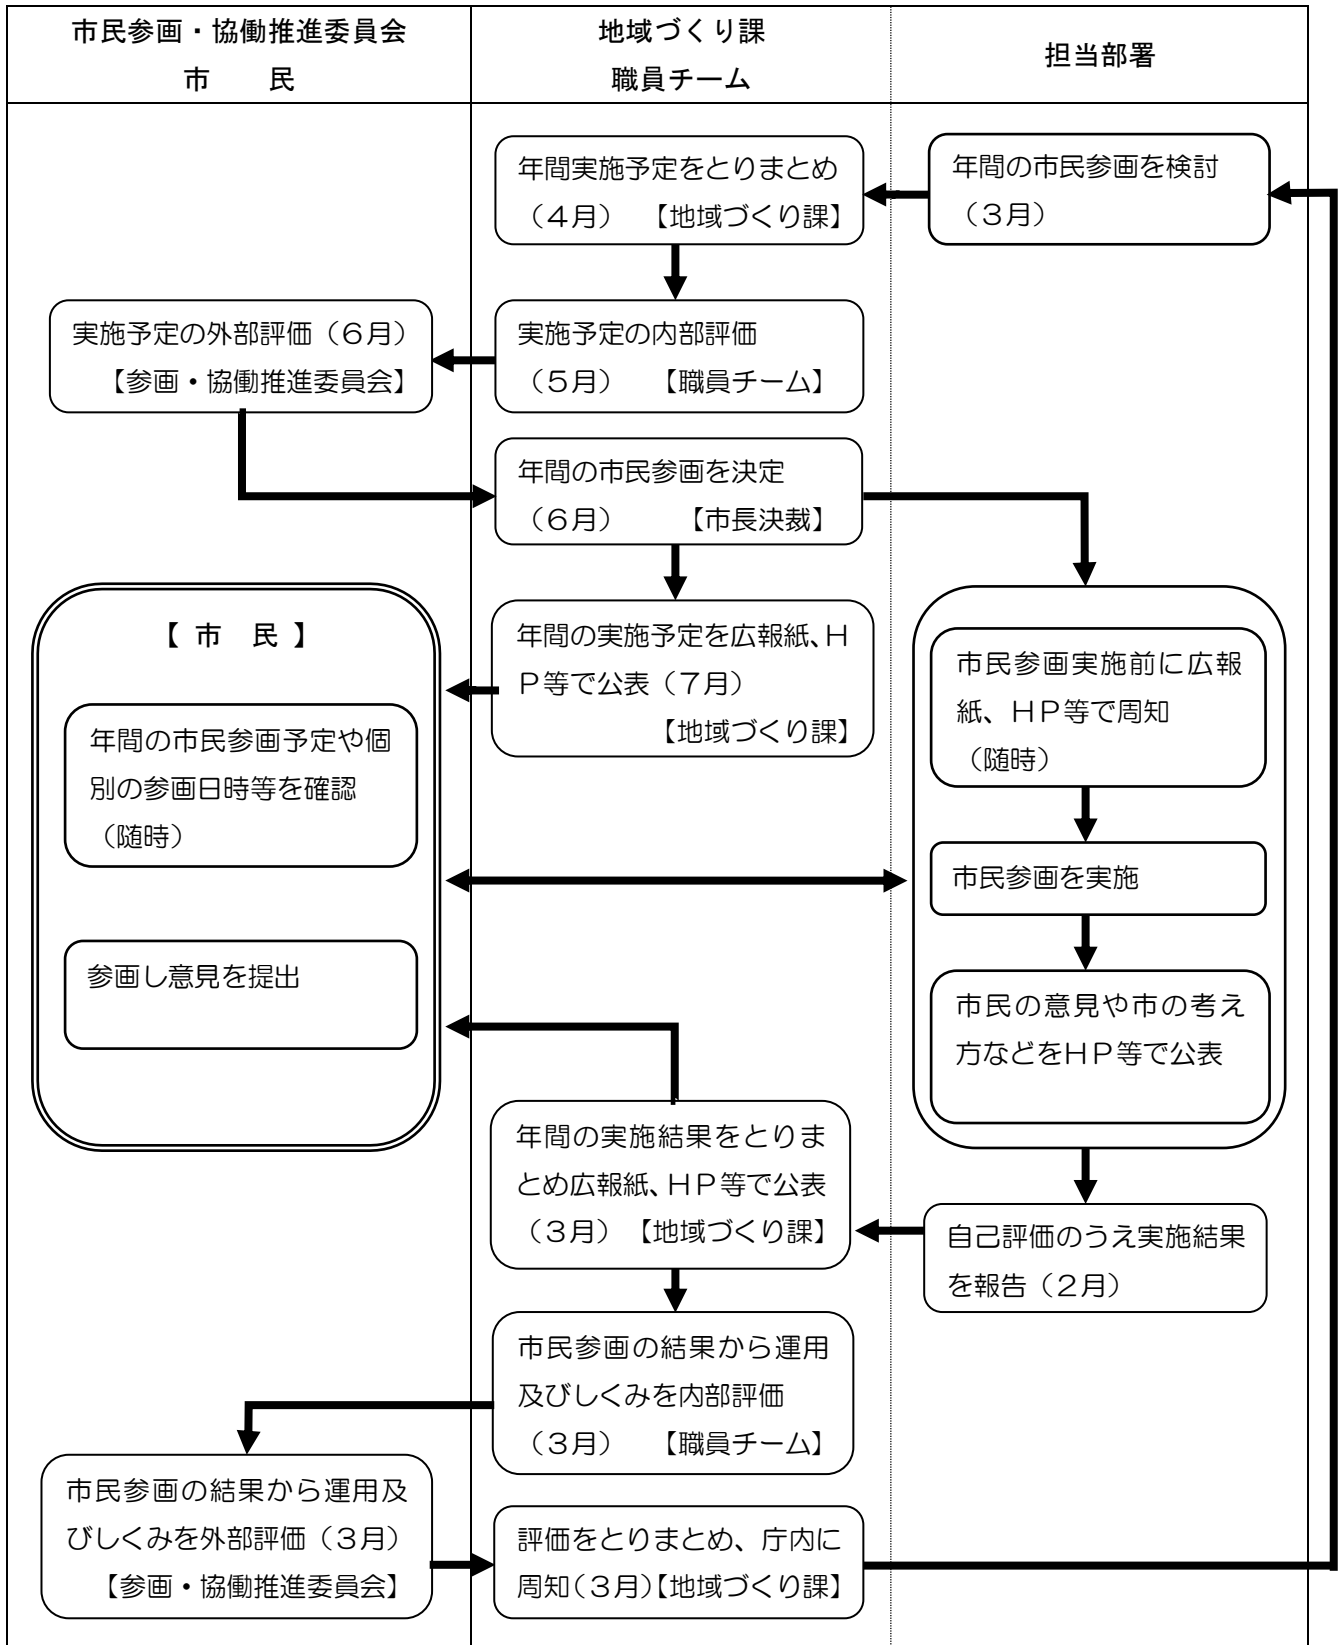 市民参画・協働推進委員会
市　　民
地域づくり課
職員チーム
担当部署
年間の市民参画を検討
（３月）
年間実施予定をとりまとめ
（４月）　【地域づくり課】
実施予定の内部評価
（５月）　【職員チーム】
実施予定の外部評価（６月）
【参画・協働推進委員会】
年間の市民参画を決定
（６月）　　【市長決裁】
年間の実施予定を広報紙、Ｈ
Ｐ等で公表（７月）
【地域づくり課】
【 市　民 】
年間の市民参画予定や個
別の参画日時等を確認
（随時）
参画し意見を提出
市民参画実施前に広報
紙、ＨＰ等で周知
（随時）
市民参画を実施
市民の意見や市の考え
方などをＨＰ等で公表
自己評価のうえ実施結果
を報告（２月）
年間の実施結果をとりま
とめ広報紙、ＨＰ等で公表
（３月）【地域づくり課】
市民参画の結果から運用
及びしくみを内部評価
（３月）　【職員チーム】
市民参画の結果から運用及
びしくみを外部評価（３月）
【参画・協働推進委員会】
評価をとりまとめ、庁内に
周知（３月）【地域づくり課】